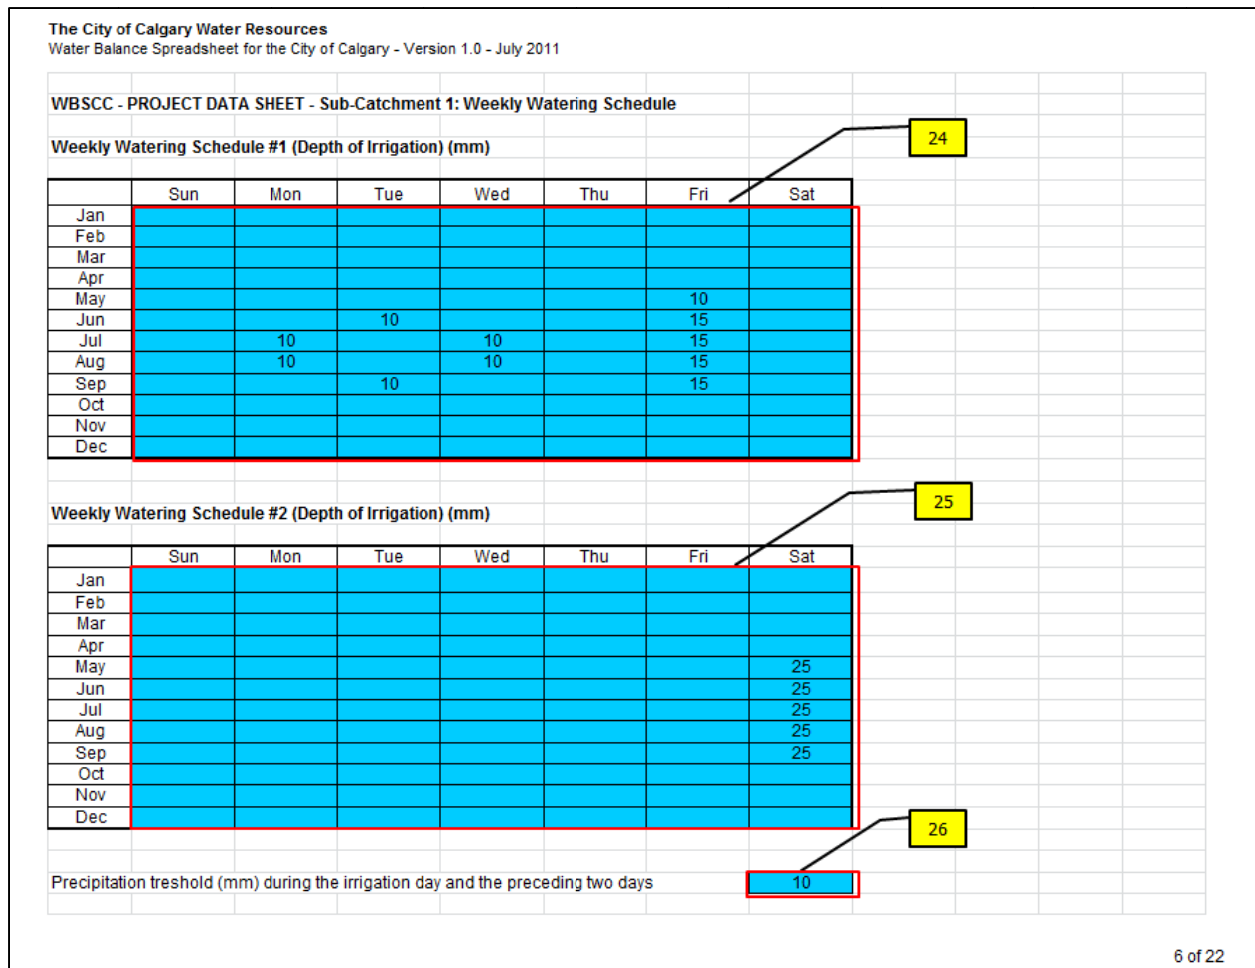 The City of Calgary Water Resources
Water Balance Spreadsheet for the City of Calgary - Version 1.0 - July 2011
WBSCC - PROJECT DATA SHEET - Sub-Catchment 1: Weekly Watering Schedule
24
Weekly Watering Schedule #1 (Depth of Irrigation) (mm)
Sun Mon Tue Wed Thu Fri Sat
Jan
Feb
Mar
Apr
May 10
Jun 10 15
Jul 10 10 15
Aug 10 10 15
Sep 10 15
Oct
Nov
Dec
25
Weekly Watering Schedule #2 (Depth of Irrigation) (mm)
Sun Mon Tue Wed Thu Fri Sat
Jan
Feb
Mar
Apr
May 25
Jun 25
Jul 25
Aug 25
Sep 25
Oct
Nov
Dec
26
Precipitation treshold (mm) during the irrigation day and the preceding two days 10
6 of 22